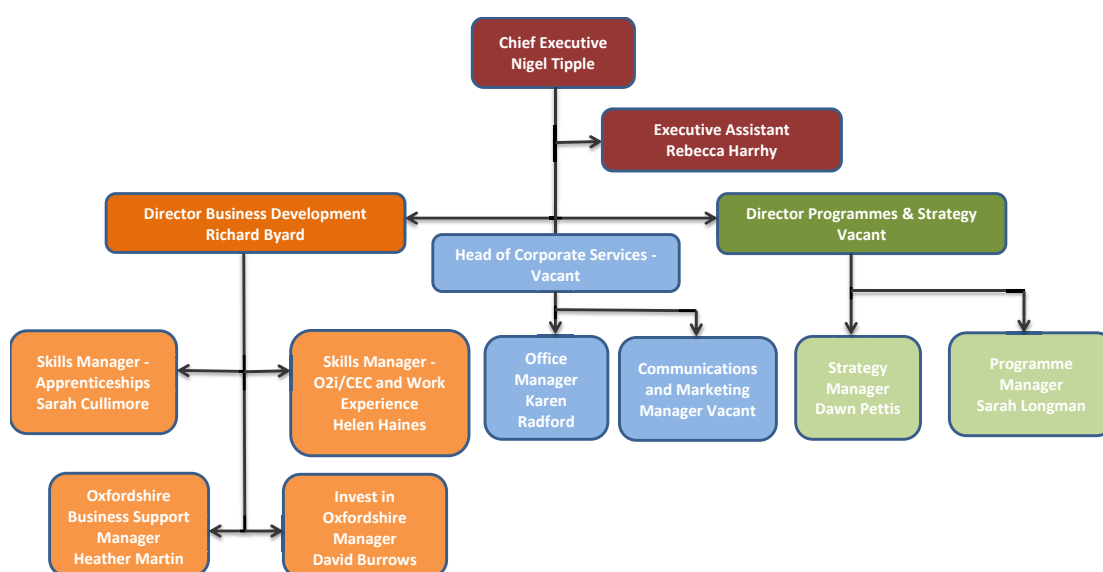 Chief Executive
Nigel Tipple
Executive Assistant
Rebecca Harrhy
Director Business Development
Richard Byard
Head of Corporate Services -
Vacant
Director Programmes & Strategy
Vacant
Skills Manager -
Apprenticeships
Sarah Cullimore
Skills Manager -
O2i/CEC and Work
Experience
Helen Haines
Office
Manager
Karen
Radford
Communications
and Marketing
Manager Vacant
Strategy
Manager
Dawn Pettis
Programme
Manager
Sarah Longman
Oxfordshire
Business Support
Manager
Heather Martin
Invest in
Oxfordshire
Manager
David Burrows